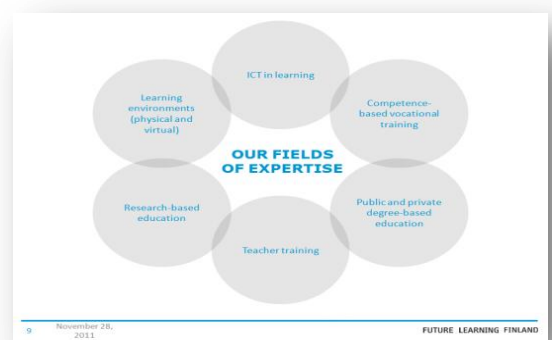 ICT in learning
Learning
environments
(physical and
virtual)
Competence-
based vocational
training
OUR FIELDS
OF EXPERTISE
Research-based
education
Public and private
degree-based
education
Teacher training
9
November 28,
2011
FUTURE LEARNING FINLAND